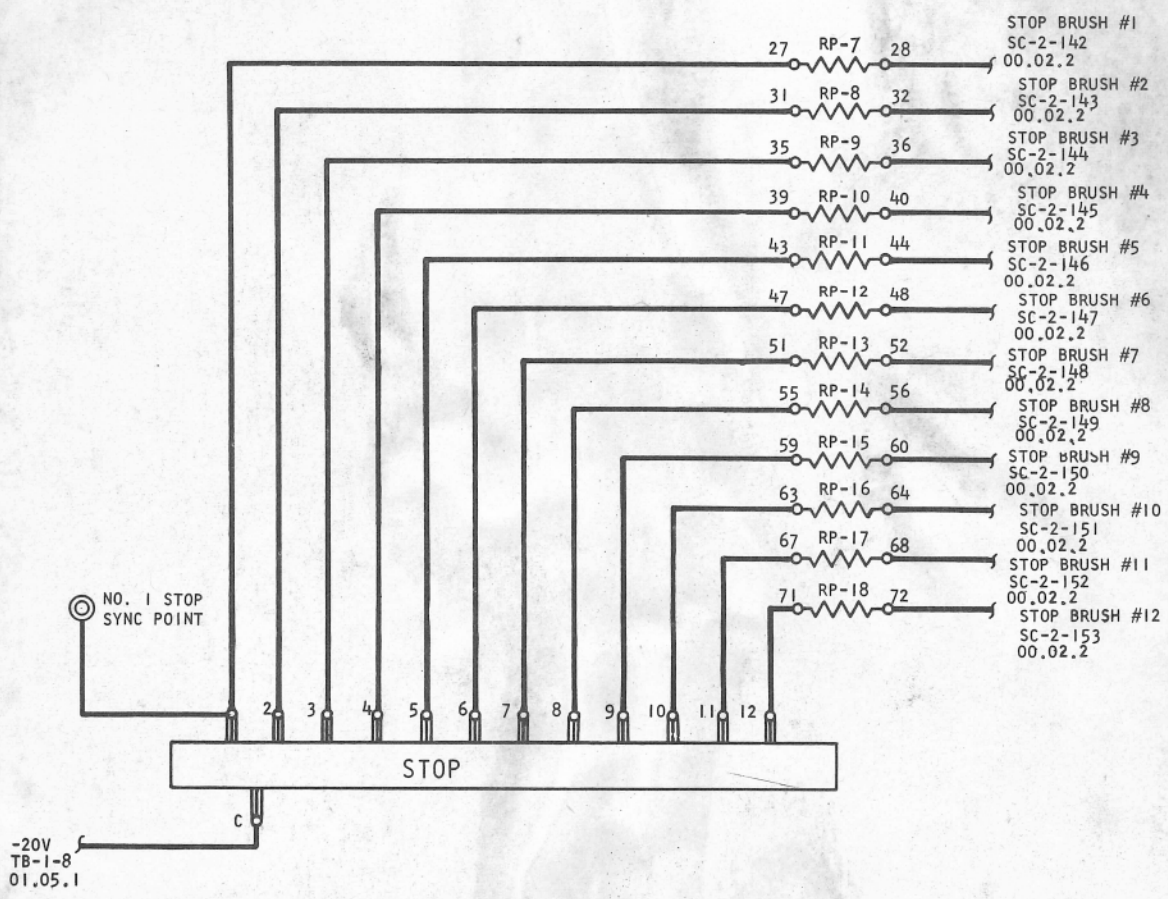 STOP BRUSH #1
27 RP-7 28 SC-2-142
00.02.2
STOP BRUSH #2
31 RP-8 32 SC-2-143
00.02.2
STOP BRUSH #3
35 RP-9 36 SC-2-144
00.02.2
STOP BRUSH #4
39 RP-10 40 SC-2-145
00.02.2
STOP BRUSH #5
43 RP-11 44 SC-2-146
00.02.2
STOP BRUSH #6
47 RP-12 48 SC-2-147
00.02.2
STOP BRUSH #7
51 RP-13 52 SC-2-148
00.02.2
STOP BRUSH #8
55 RP-14 56 SC-2-149
00.02.2
STOP BRUSH #9
59 RP-15 60 SC-2-150
00.02.2
STOP BRUSH #10
63 RP-16 64 SC-2-151
00.02.2
STOP BRUSH #11
67 RP-17 68 SC-2-152
00.02.2
STOP BRUSH #12
71 RP-18 72 SC-2-153
00.02.2
NO. 1 STOP
SYNC POINT
2 3 4 5 6 7 8 9 10 11 12
STOP
C
-20V
TB-1-8
01.05.1